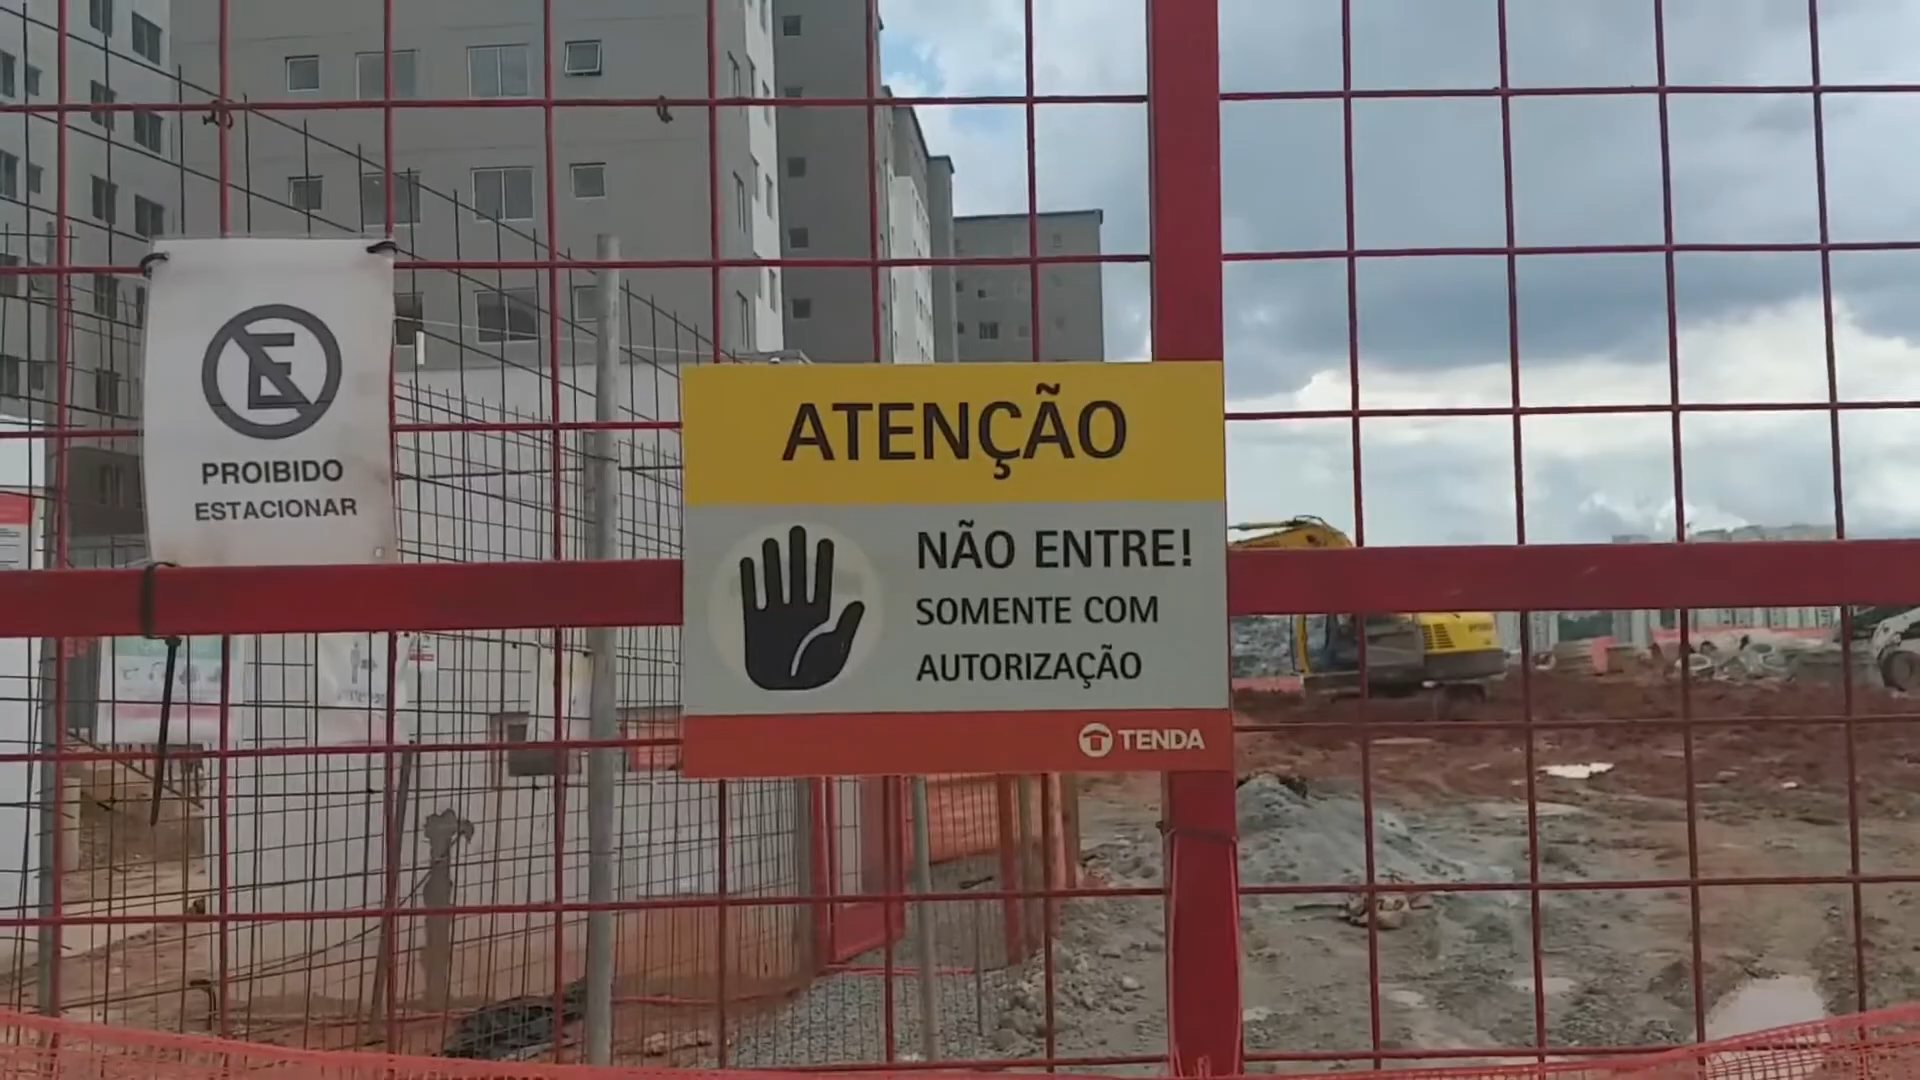 PROIBIDO
ESTACIONAR
ATENÇÃO
NÃO ENTRE!
SOMENTE COM
AUTORIZAÇÃO
TENDA